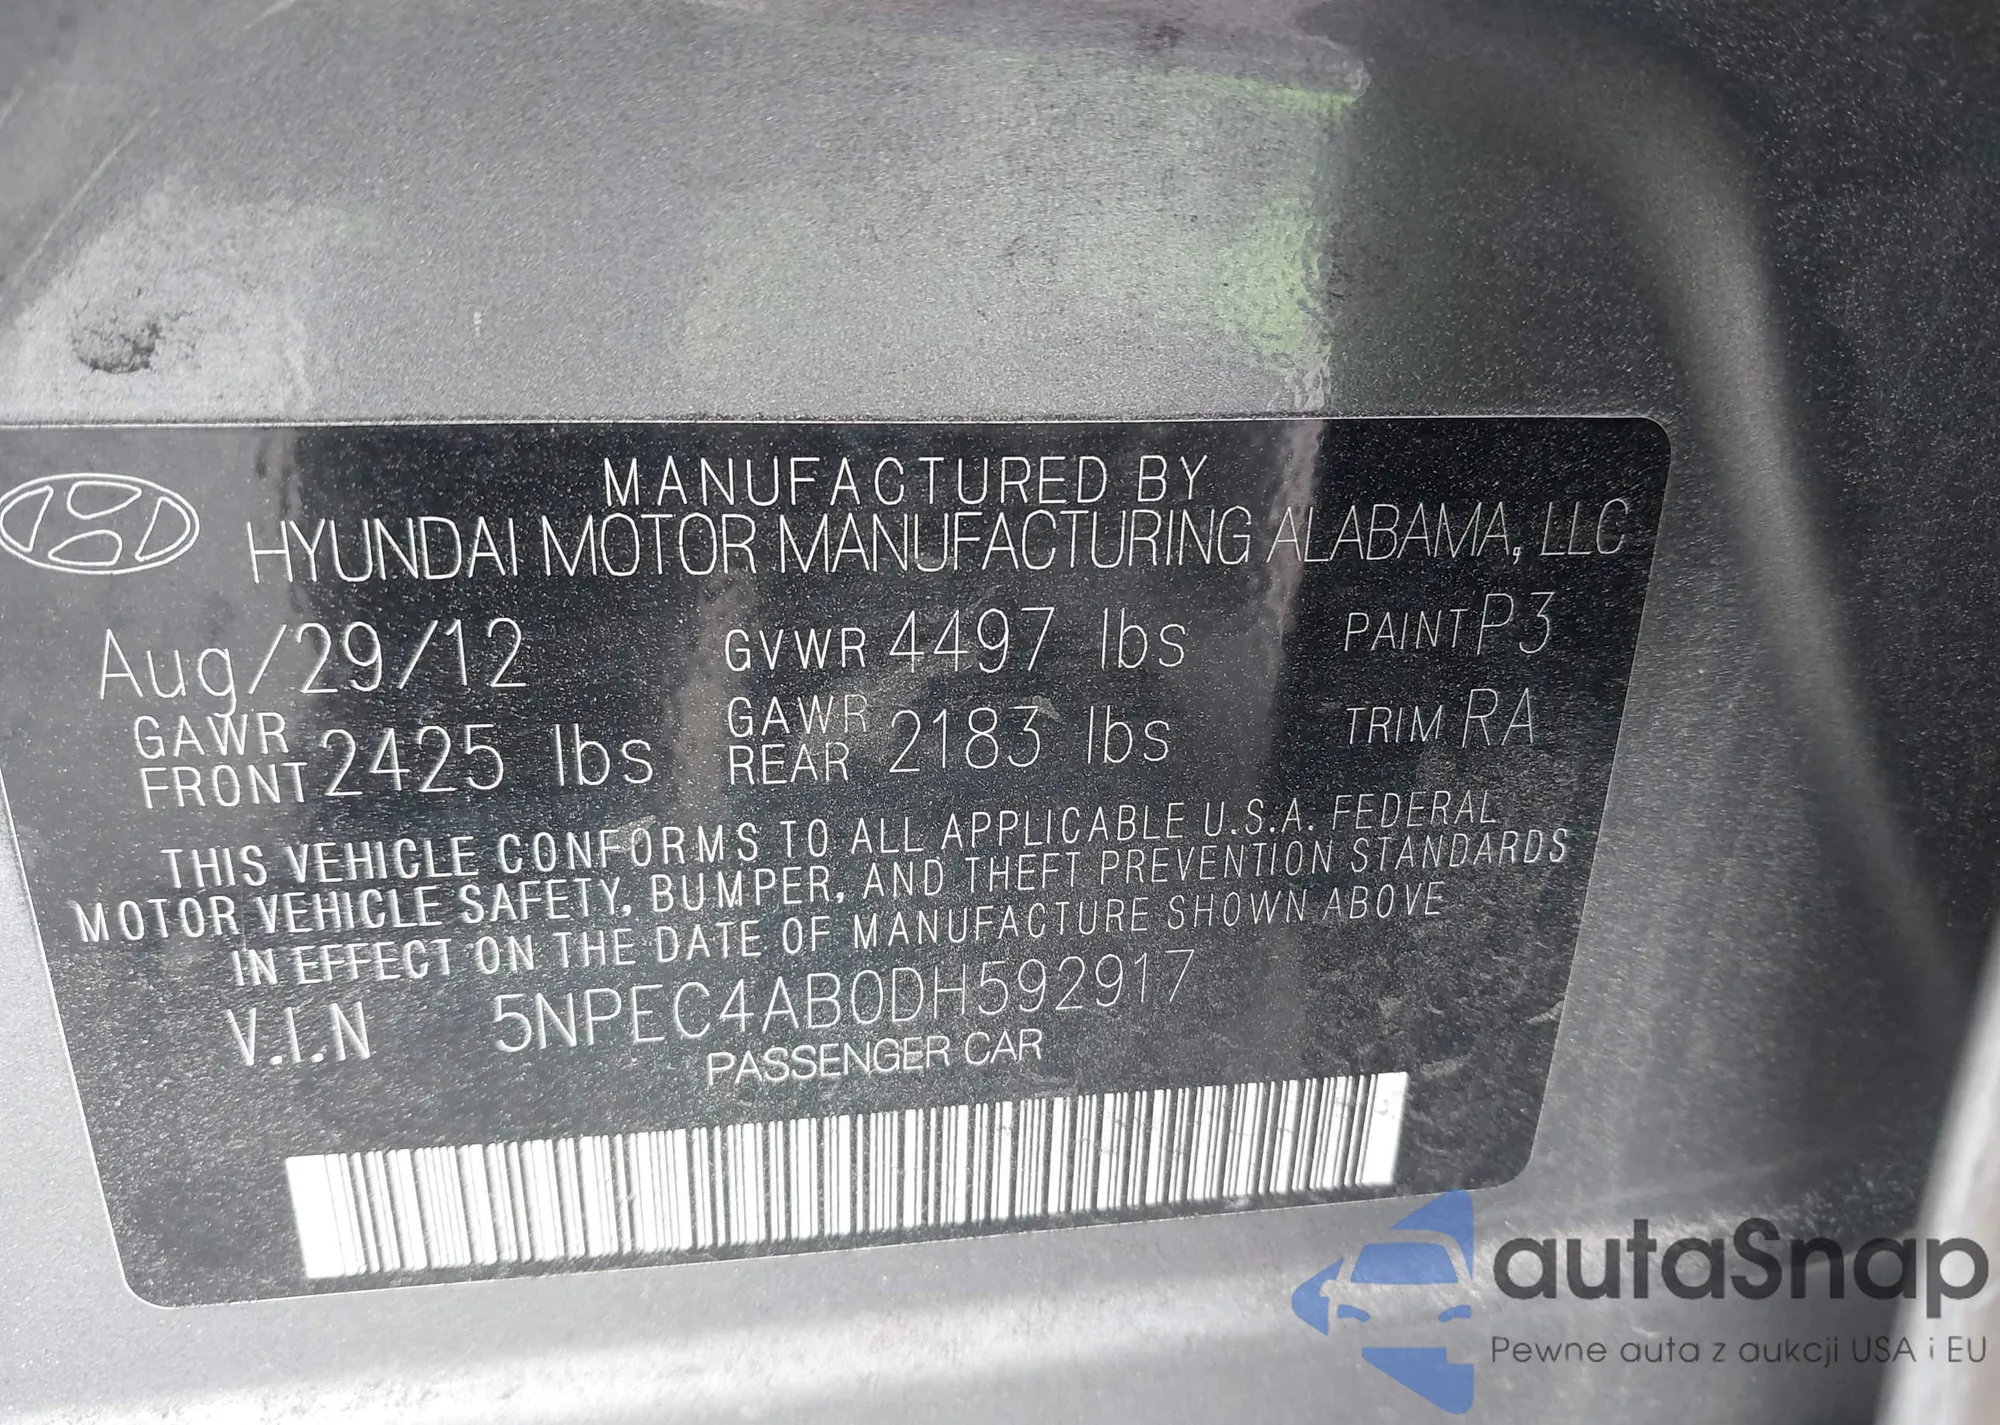 MANUFACTURED BY
HYUNDAI MOTOR MANUFACTURING ALABAMA, LLC
Aug/29/12 GVWR 4497 lbs PAINT P3
GAWR FRONT 2425 lbs GAWR REAR 2183 lbs TRIM RA
THIS VEHICLE CONFORMS TO ALL APPLICABLE U.S.A. FEDERAL
MOTOR VEHICLE SAFETY, BUMPER, AND THEFT PREVENTION STANDARDS
IN EFFECT ON THE DATE OF MANUFACTURE SHOWN ABOVE
V.I.N 5NPEC4AB0DH592917
PASSENGER CAR
autaSnap
Pewne auta z aukcji USA i EU